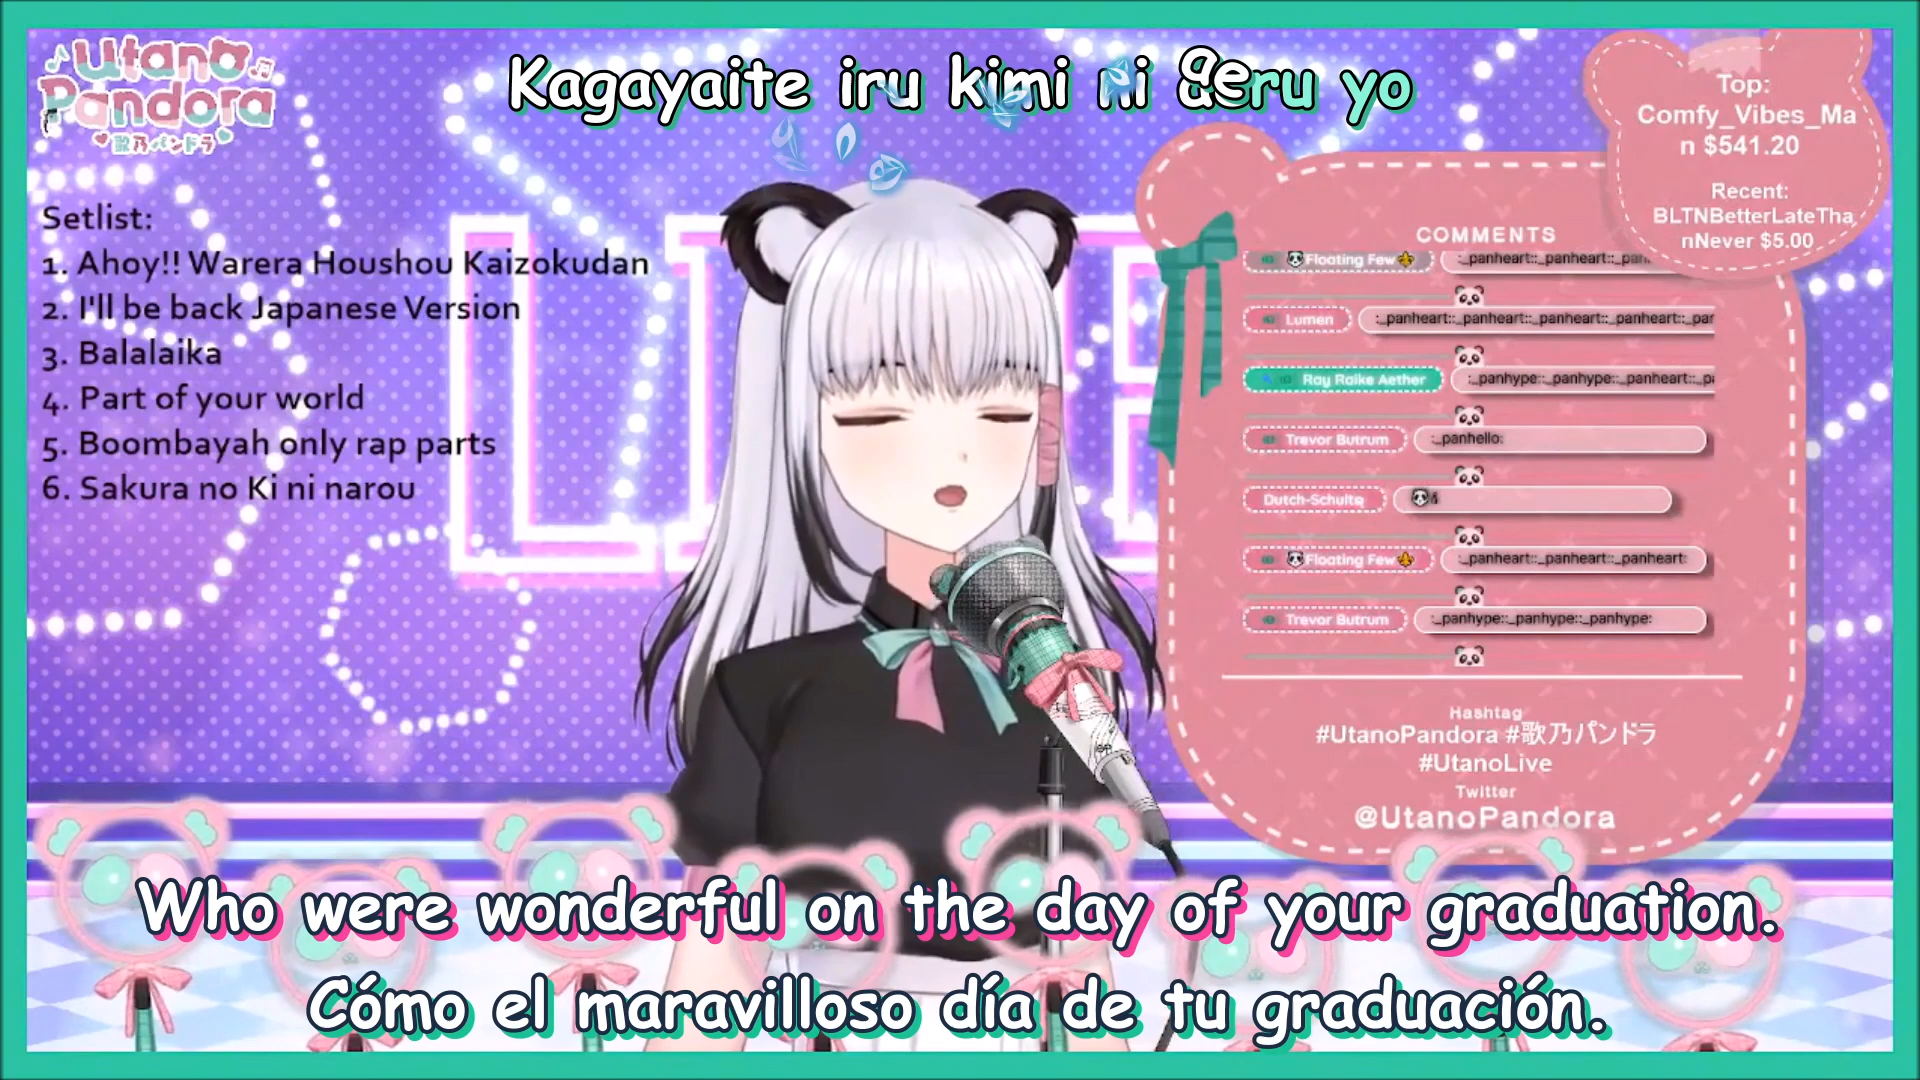 Utano
Pandora
歌乃パンドラ
Kagayaite iru kimi ni aeru yo
Top:
Comfy_Vibes_Ma
n $541.20
Recent:
BLTNBetterLateTha
nNever $5.00
Setlist:
1. Ahoy!! Warera Houshou Kaizokudan
2. I'll be back Japanese Version
3. Balalaika
4. Part of your world
5. Boombayah only rap parts
6. Sakura no Ki ni narou
COMMENTS
Floating Few :_panheart::_panheart::_pan
Lumen :_panheart::_panheart::_panheart::_panheart::_par
Ray Raike Aether :_panhype::_panhype::_panheart::_pa
Trevor Butrum :_panhello:
Dutch-Schultz
Floating Few :_panheart::_panheart::_panheart:
Trevor Butrum :_panhype::_panhype::_panhype:
Hashtag
#UtanoPandora #歌乃パンドラ
#UtanoLive
Twitter
@UtanoPandora
Who were wonderful on the day of your graduation.
Cómo el maravilloso día de tu graduación.